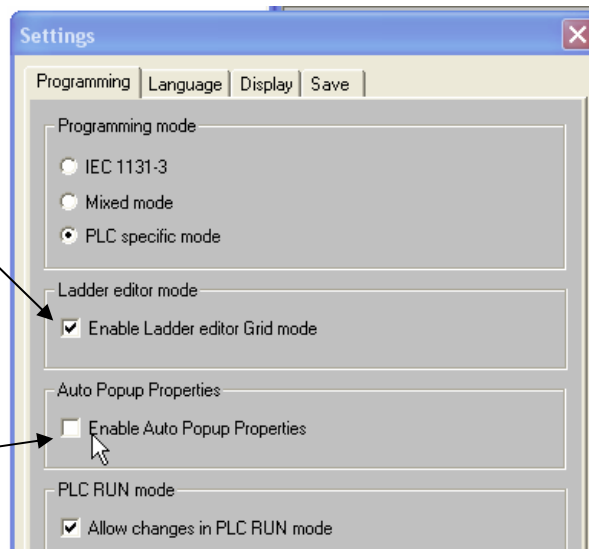 Settings
Programming Language Display Save
Programming mode
IEC 1131-3
Mixed mode
PLC specific mode
Ladder editor mode
Enable Ladder editor Grid mode
Auto Popup Properties
Enable Auto Popup Properties
PLC RUN mode
Allow changes in PLC RUN mode